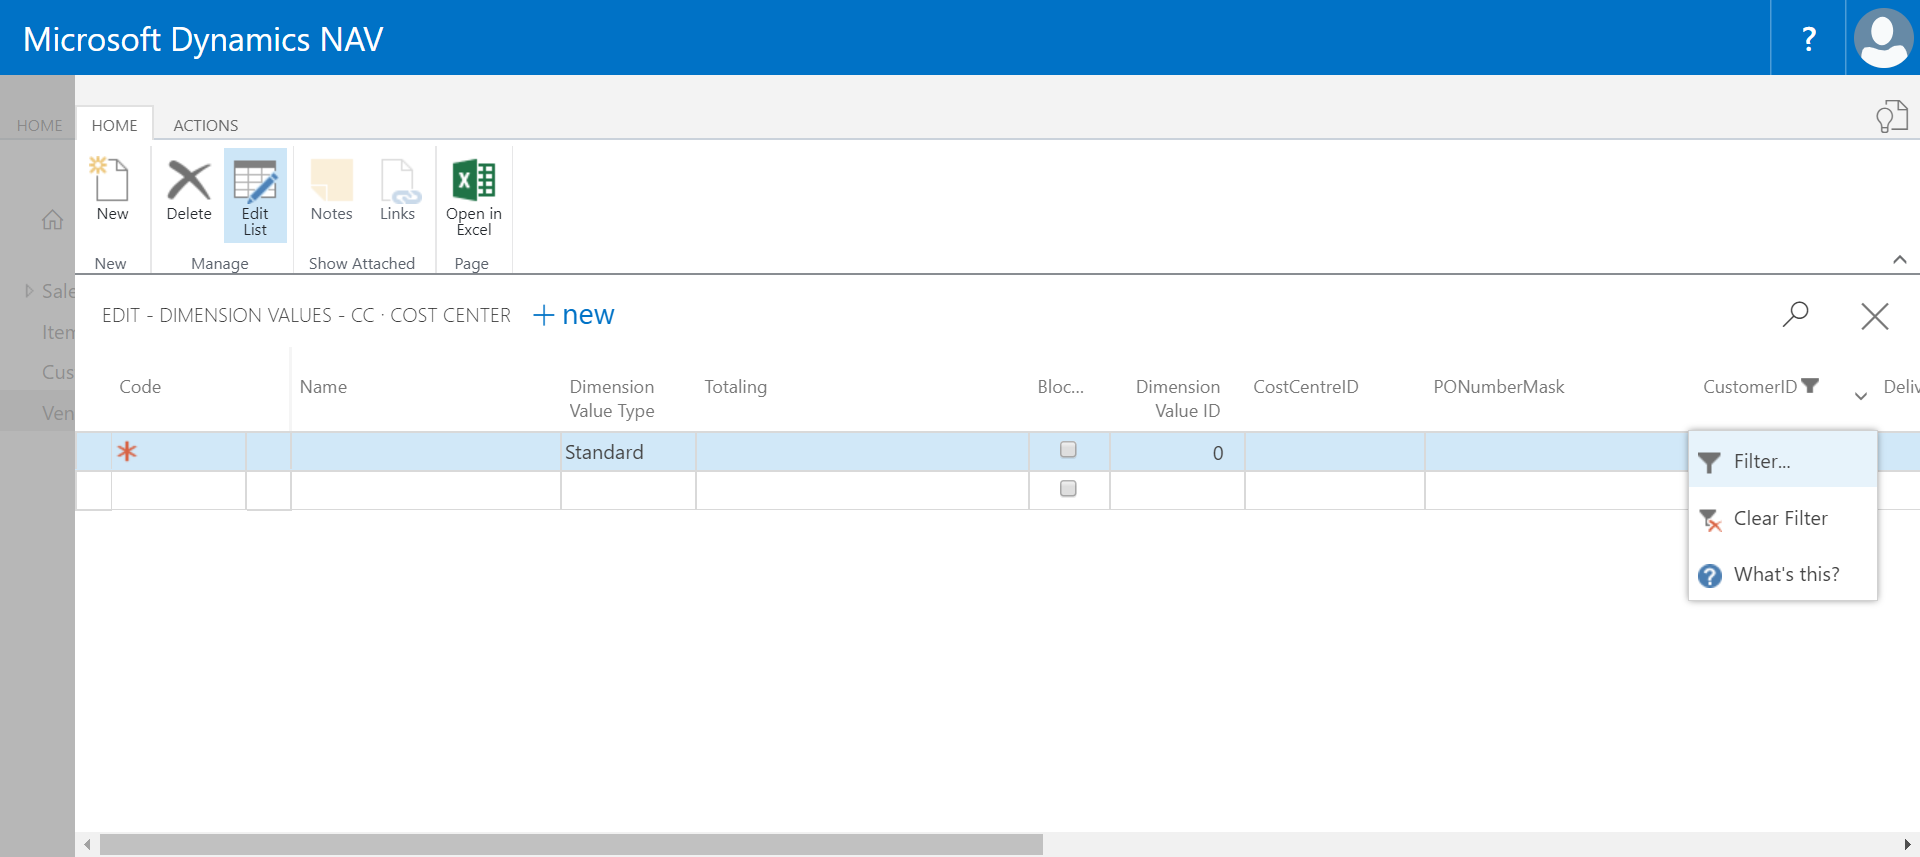 Microsoft Dynamics NAV
?
HOME
HOME
ACTIONS
New
Delete
Edit
List
Notes
Links
Open in
Excel
New
Manage
Show Attached
Page
Sale
Item
Cus
Ven
EDIT - DIMENSION VALUES - CC · COST CENTER
+ new
Code
Name
Dimension
Value Type
Totaling
Bloc...
Dimension
Value ID
CostCentreID
PONumberMask
CustomerID
Deliv
Standard
0
Filter...
Clear Filter
What's this?